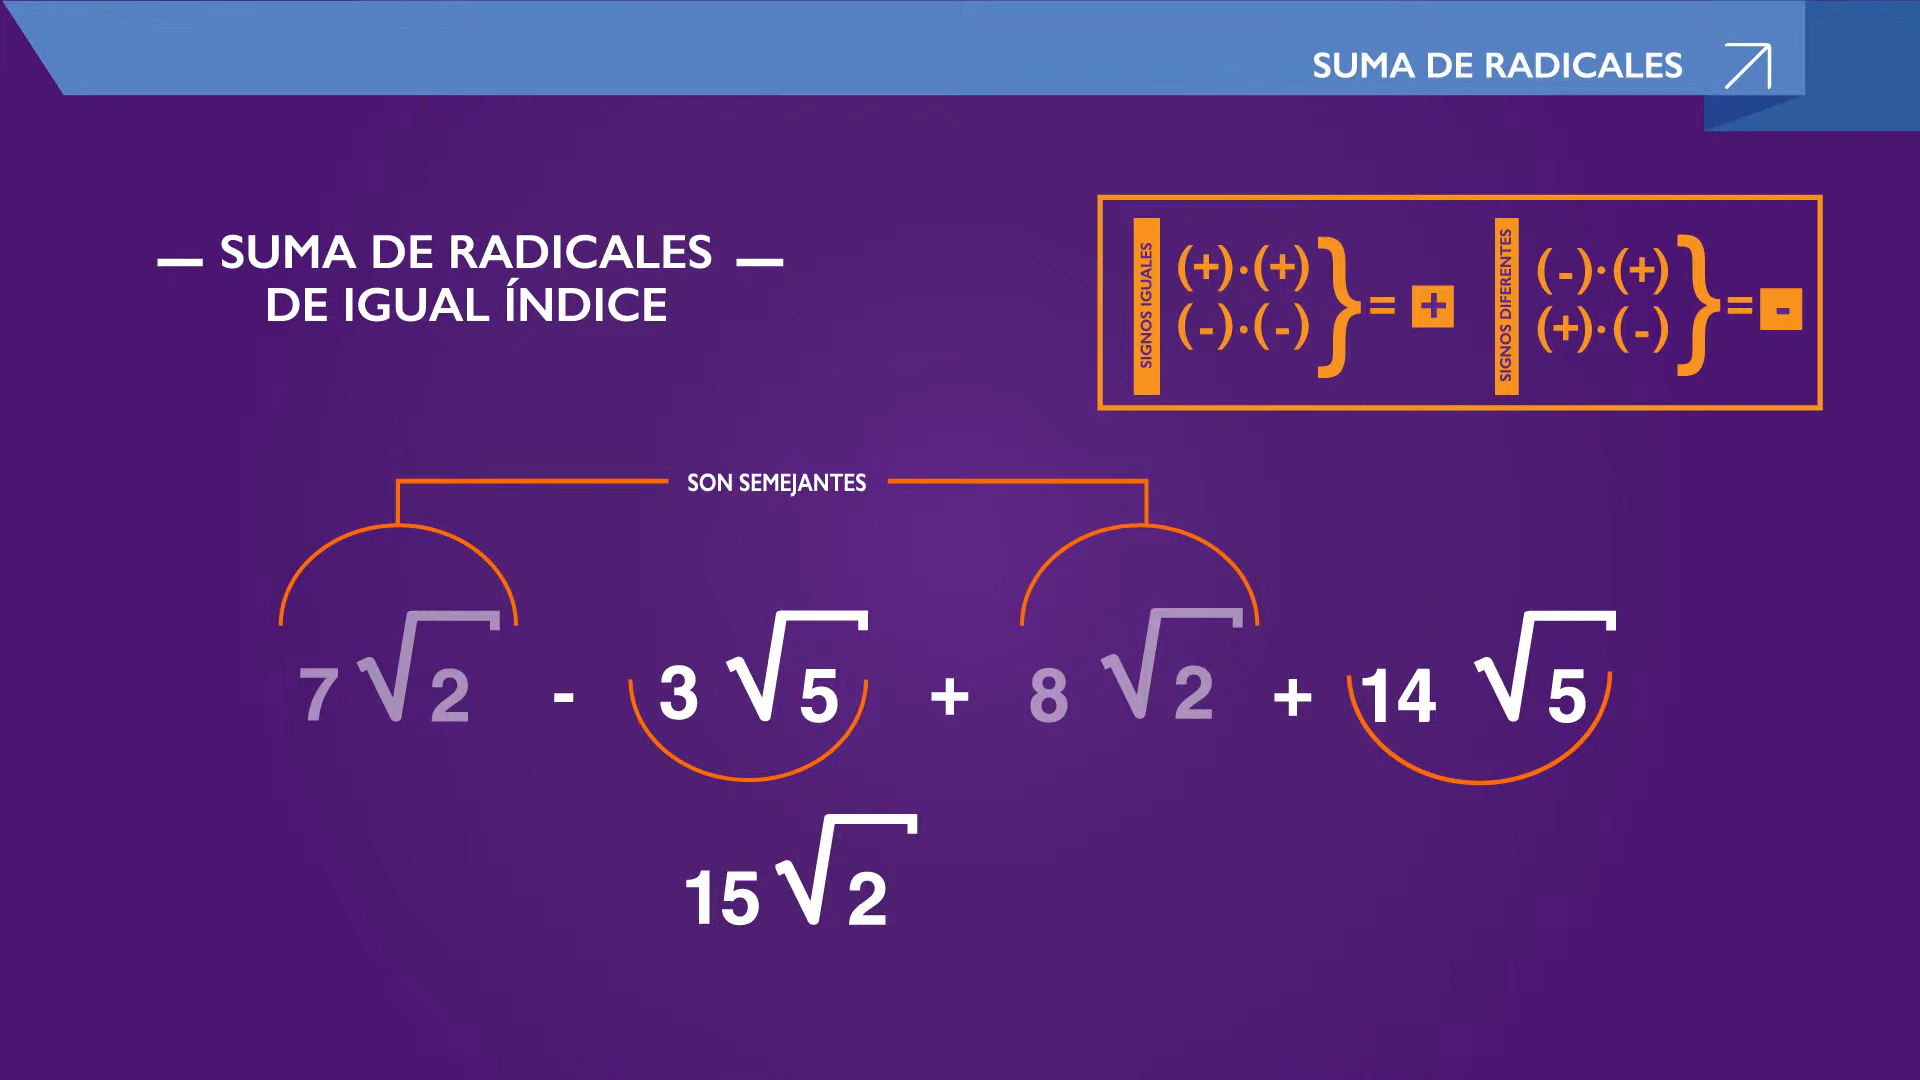 SUMA DE RADICALES
SUMA DE RADICALES
DE IGUAL ÍNDICE
SIGNOS IGUALES
(+)·(+)
(-)·(-)
} = +
SIGNOS DIFERENTES
(-)·(+)
(+)·(-)
} = -
SON SEMEJANTES
7 √2 - 3 √5 + 8 √2 + 14 √5
15 √2